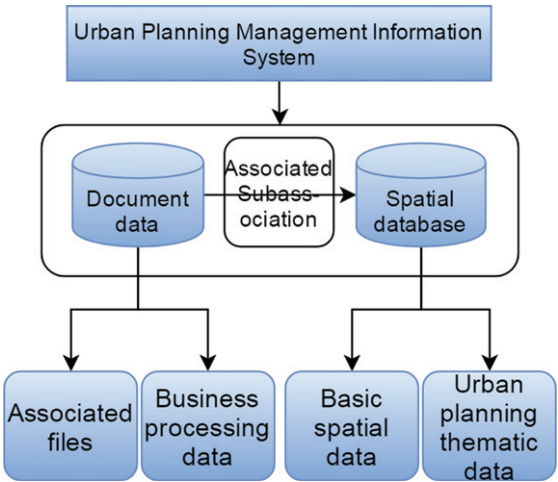 Urban Planning Management Information
System
Document
data
Associated
Subass-
ociation
Spatial
database
Associated
files
Business
processing
data
Basic
spatial
data
Urban
planning
thematic
data